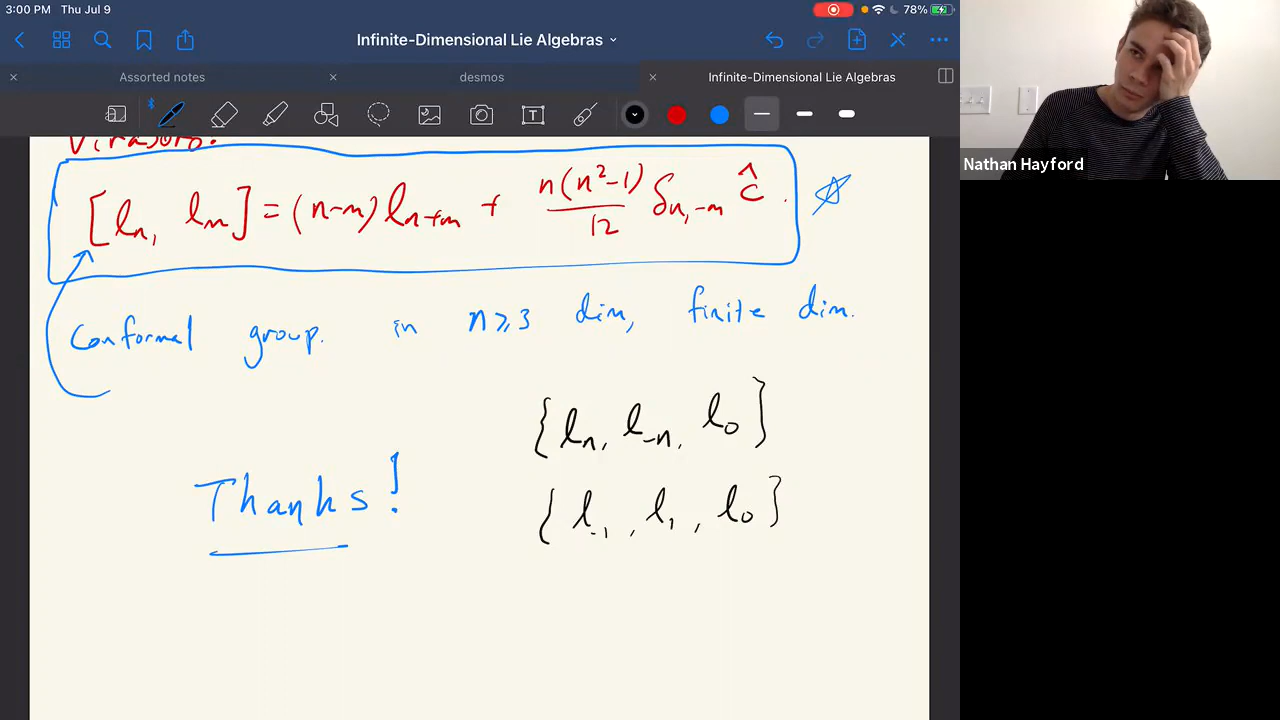 3:00 PM Thu Jul 9
78%
Infinite-Dimensional Lie Algebras
Assorted notes
desmos
Infinite-Dimensional Lie Algebras
T
Nathan Hayford
Virasoro:
[ℓn, ℓm] = (n-m) ℓn+m + n(n²-1)/12 δn,-m ĉ.
Conformal group. in n⩾3 dim, finite dim.
{ℓn, ℓ-n, ℓ0}
Thanks!
{ℓ-1, ℓ1, ℓ0}